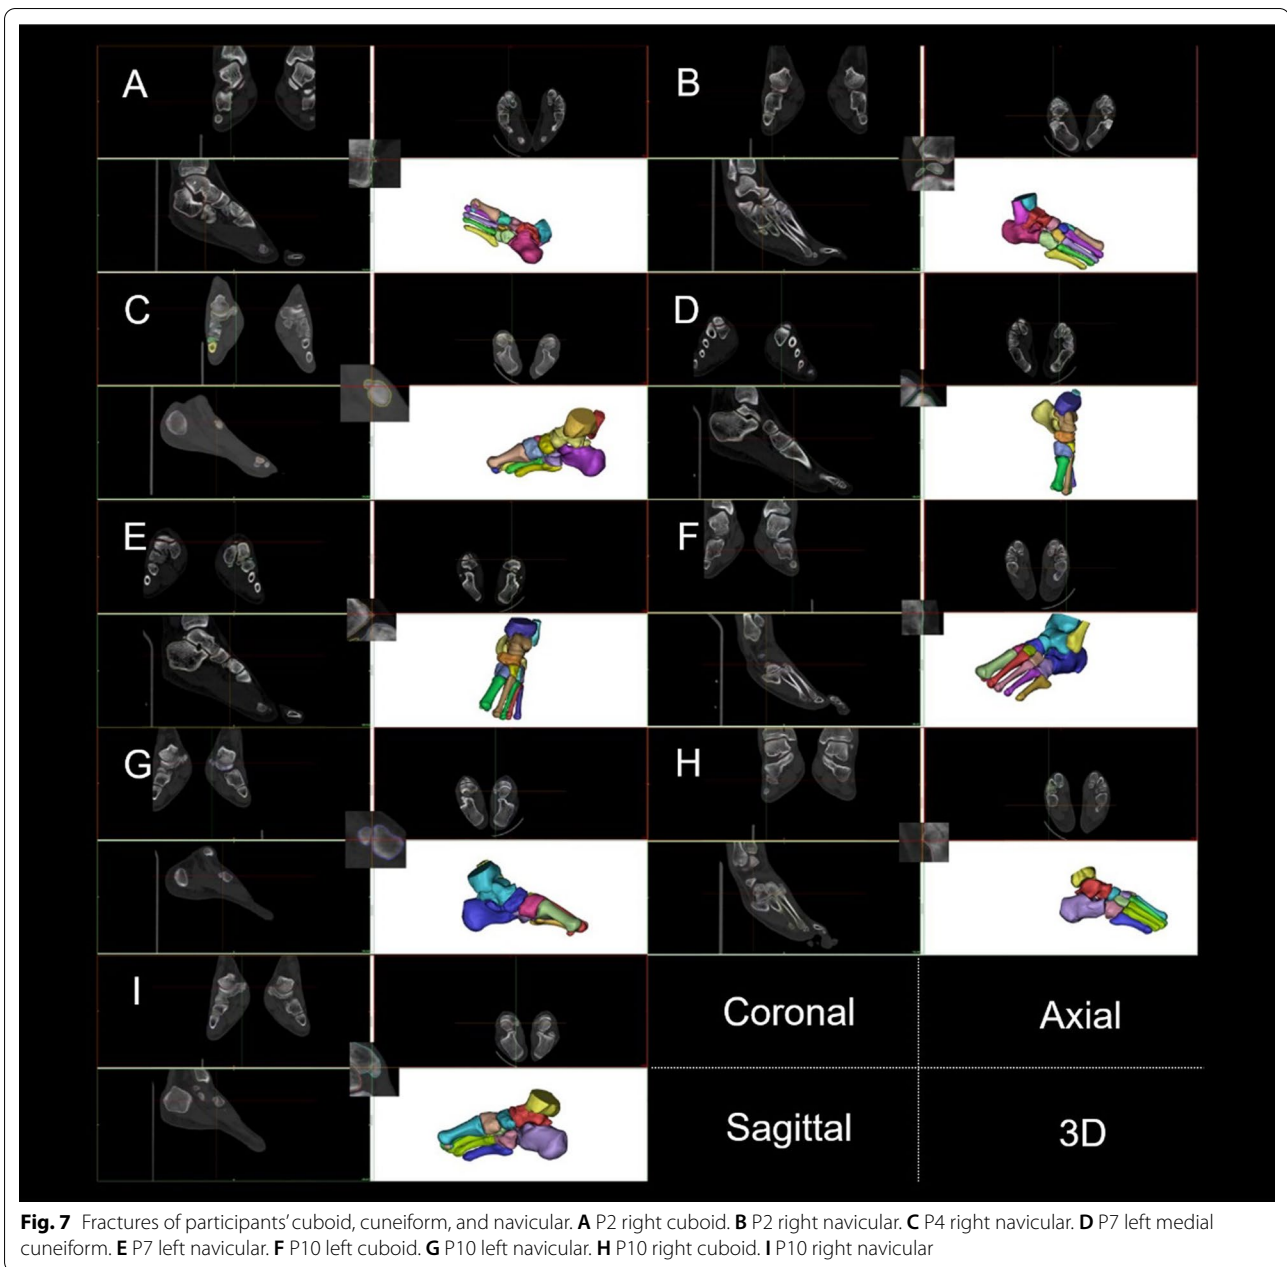 A
B
C
D
E
F
G
H
I
Coronal
Axial
Sagittal
3D
Fig. 7 Fractures of participants' cuboid, cuneiform, and navicular. A P2 right cuboid. B P2 right navicular. C P4 right navicular. D P7 left medial
cuneiform. E P7 left navicular. F P10 left cuboid. G P10 left navicular. H P10 right cuboid. I P10 right navicular